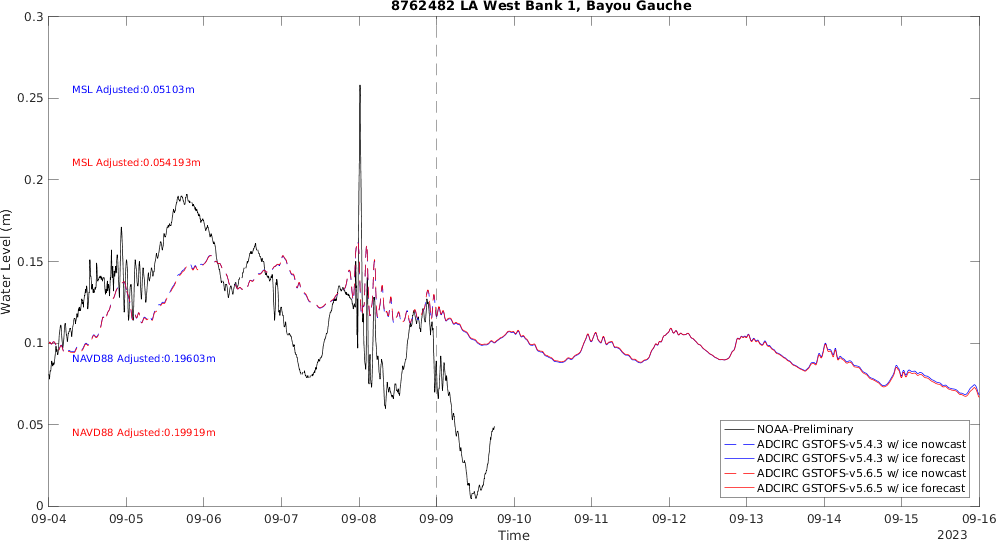 8762482 LA West Bank 1, Bayou Gauche
0.3
0.25
0.2
0.15
0.1
0.05
0
Water Level (m)
MSL Adjusted:0.05103m
MSL Adjusted:0.054193m
NAVD88 Adjusted:0.19603m
NAVD88 Adjusted:0.19919m
NOAA-Preliminary
ADCIRC GSTOFS-v5.4.3 w/ ice nowcast
ADCIRC GSTOFS-v5.4.3 w/ ice forecast
ADCIRC GSTOFS-v5.6.5 w/ ice nowcast
ADCIRC GSTOFS-v5.6.5 w/ ice forecast
09-04 09-05 09-06 09-07 09-08 09-09 09-10 09-11 09-12 09-13 09-14 09-15 09-16
Time
2023